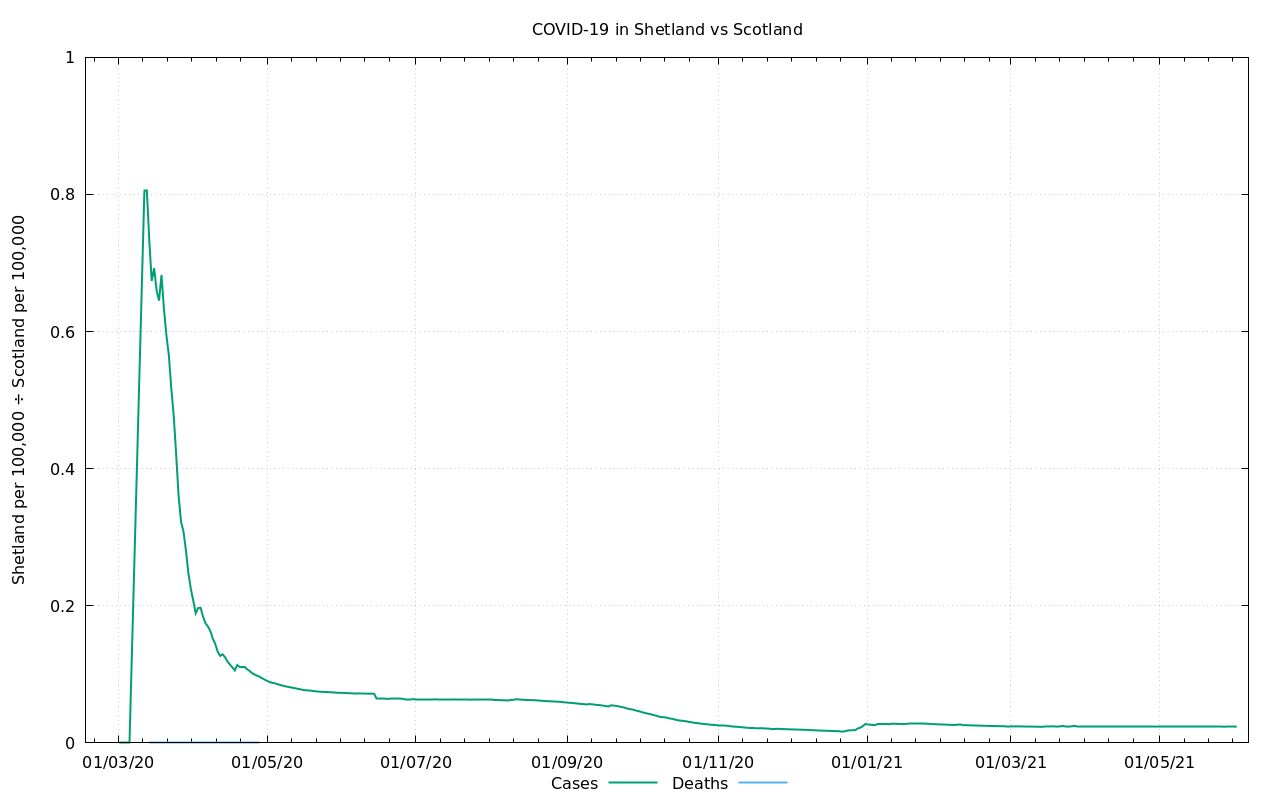 COVID-19 in Shetland vs Scotland
Shetland per 100,000 ÷ Scotland per 100,000
1
0.8
0.6
0.4
0.2
0
01/03/20 01/05/20 01/07/20 01/09/20 01/11/20 01/01/21 01/03/21 01/05/21
Cases Deaths